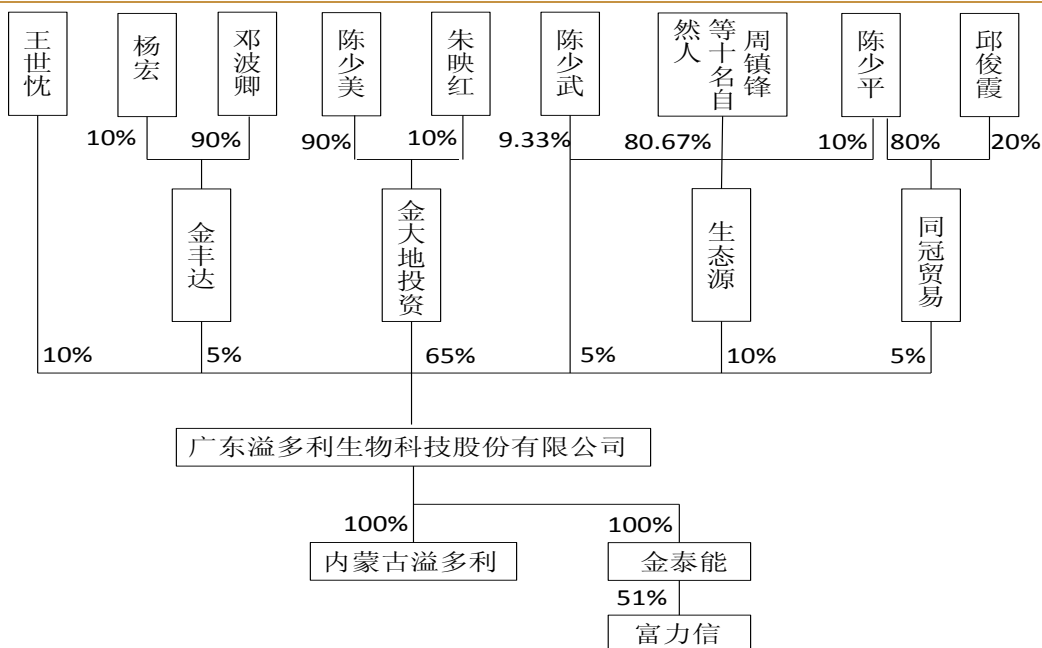 王世忱
杨宏
邓波卿
陈少美
朱映红
陈少武
周镇锋
等十名自
然人
陈少平
邱俊霞
10%
90%
90%
10%
9.33%
80.67%
10%
80%
20%
金丰达
金大地投资
生态源
同冠贸易
10%
5%
65%
5%
10%
5%
广东溢多利生物科技股份有限公司
100%
100%
内蒙古溢多利
金泰能
51%
富力信